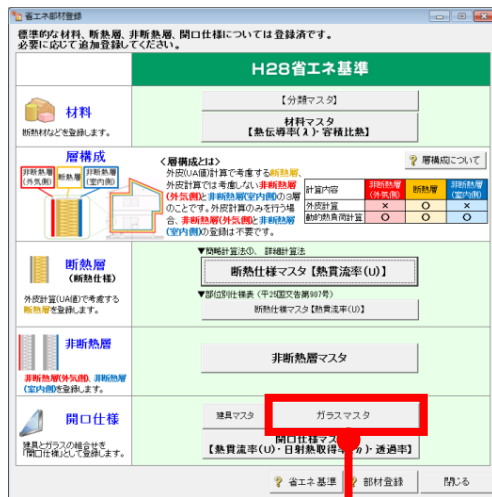 省エネ部材登録
標準的な材料、断熱層、非断熱層、開口仕様については登録済です。
必要に応じて追加登録してください。
H28省エネ基準
材料
断熱材などを登録します。
【分類マスタ】
材料マスタ
【熱伝導率(λ)・容積比熱】
層構成
非断熱層
(外気側)
断熱層
非断熱層
(室内側)
<層構成とは>
外皮(UA値)計算で考慮する断熱層、
外皮計算では考慮しない非断熱層
(外気側)と非断熱層(室内側)の3層
のことです。外皮計算のみを行う場
合、非断熱層(外気側)と非断熱層
(室内側)の登録は不要です。
? 層構成について
計算内容 非断熱層(外気側) 断熱層 非断熱層(室内側)
外皮計算 × ○ ×
動的熱負荷計算 ○ ○ ○
断熱層
(断熱仕様)
外皮計算(UA値)で考慮する
断熱層を登録します。
▼簡略計算法①、詳細計算法
断熱仕様マスタ【熱貫流率(U)】
▼部位別仕様表(平25国交告第907号)
断熱仕様マスタ【熱貫流率(U)】
非断熱層
非断熱層(外気側)、非断熱層
(室内側)を登録します。
非断熱層マスタ
開口仕様
建具とガラスの組合せを
「開口仕様」として登録します。
建具マスタ
ガラスマスタ
開口仕様マス
【熱貫流率(U)・日射熱取得率 ・透過率】
? 省エネ基準
? 部材登録
閉じる